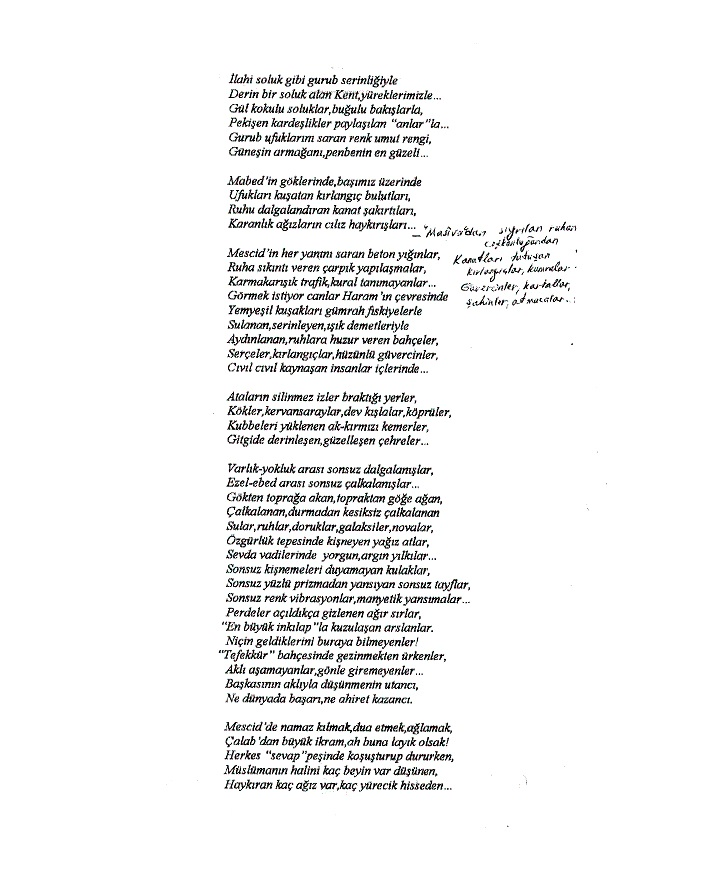 İlahi soluk gibi gurub serinliğiyle
Derin bir soluk alan Kent,yüreklerimizle...
Gül kokulu soluklar,buğulu bakışlarla,
Pekişen kardeşlikler paylaşılan "anlar"la...
Gurub ufuklarım saran renk umut rengi,
Güneşin armağanı,penbenin en güzeli...

Mabed'in göklerinde,başımız üzerinde
Ufukları kuşatan kırlangıç bulutları,
Ruhu dalgalandıran kanat şakırtıları,
Karanlık ağızların cılız haykırışları...
"Masiva'dan sıyrılan ruhun
Kanatları tutuşan
kırlangıçlar, kumrular
Güvercinler, kartallar,
şahinler, atmacalar...

Mescid'in her yanını saran beton yığınlar,
Ruha sıkıntı veren çarpık yapılaşmalar,
Karmakarışık trafik,kural tanımayanlar...
Görmek istiyor canlar Haram'ın çevresinde
Yemyeşil kuşakları gümrah fiskiyelerle
Sulanan,serinleyen,ışık demetleriyle
Aydınlanan,ruhlara huzur veren bahçeler,
Serçeler,kırlangıçlar,hüzünlü güvercinler,
Cıvıl cıvıl kaynaşan insanlar içlerinde...

Ataların silinmez izler braktığı yerler,
Kökler,kervansaraylar,dev kışlalar,köprüler,
Kubbeleri yüklenen ak-kırmızı kemerler,
Gitgide derinleşen,güzelleşen çehreler...

Varlık-yokluk arası sonsuz dalgalanışlar,
Ezel-ebed arası sonsuz çalkalanışlar...
Gökten toprağa akan,topraktan göğe ağan,
Çalkalanan,durmadan kesiksiz çalkalanan
Sular,ruhlar,doruklar,galaksiler,novalar,
Özgürlük tepesinde kişneyen yağız atlar,
Sevda vadilerinde yorgun,argın yılkılar...
Sonsuz kişnemeleri duyamayan kulaklar,
Sonsuz yüzlü prizmadan yansıyan sonsuz tayflar,
Sonsuz renk vibrasyonlar,manyetik yansımalar...
Perdeler açıldıkça gizlenen ağır sırlar,
"En büyük inkılap"la kuzulaşan arslanlar.
Niçin geldiklerini buraya bilmeyenler!
"Tefekkür" bahçesinde gezinmekten ürkenler,
Aklı aşamayanlar,gönle giremeyenler...
Başkasının aklıyla düşünmenin utancı,
Ne dünyada başarı,ne ahiret kazancı.

Mescid'de namaz kılmak,dua etmek,ağlamak,
Çalab'dan büyük ikram,ah buna layık olsak!
Herkes "sevap"peşinde koşuşturup dururken,
Müslümanın halini kaç beyin var düşünen,
Haykıran kaç ağız var,kaç yürecik hisseden...